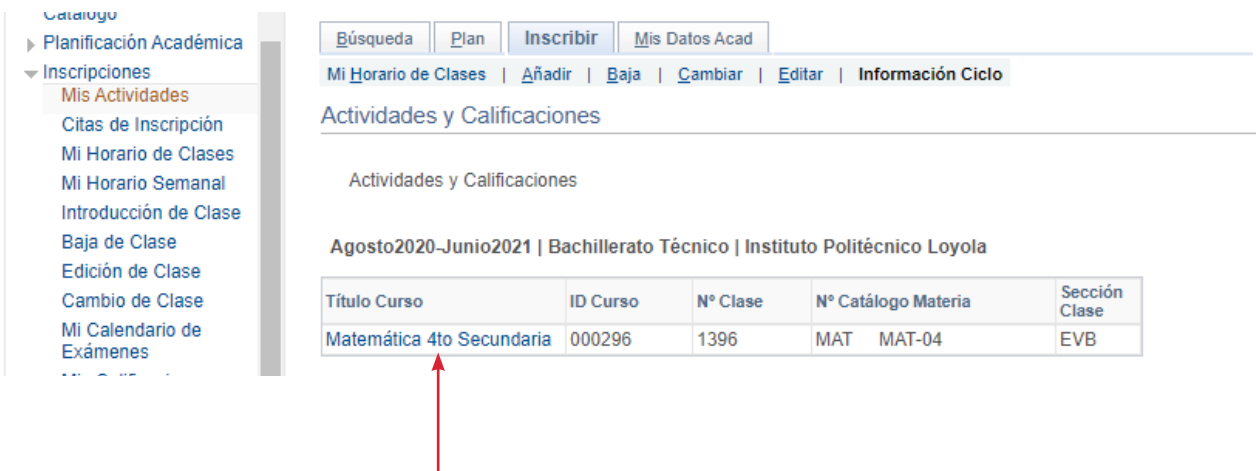 Catálogo
Planificación Académica
Inscripciones
Mis Actividades
Citas de Inscripción
Mi Horario de Clases
Mi Horario Semanal
Introducción de Clase
Baja de Clase
Edición de Clase
Cambio de Clase
Mi Calendario de
Exámenes
Búsqueda Plan Inscribir Mis Datos Acad
Mi Horario de Clases | Añadir | Baja | Cambiar | Editar | Información Ciclo
Actividades y Calificaciones
Actividades y Calificaciones
Agosto2020-Junio2021 | Bachillerato Técnico | Instituto Politécnico Loyola
Título Curso ID Curso Nº Clase Nº Catálogo Materia Sección Clase
Matemática 4to Secundaria 000296 1396 MAT MAT-04 EVB